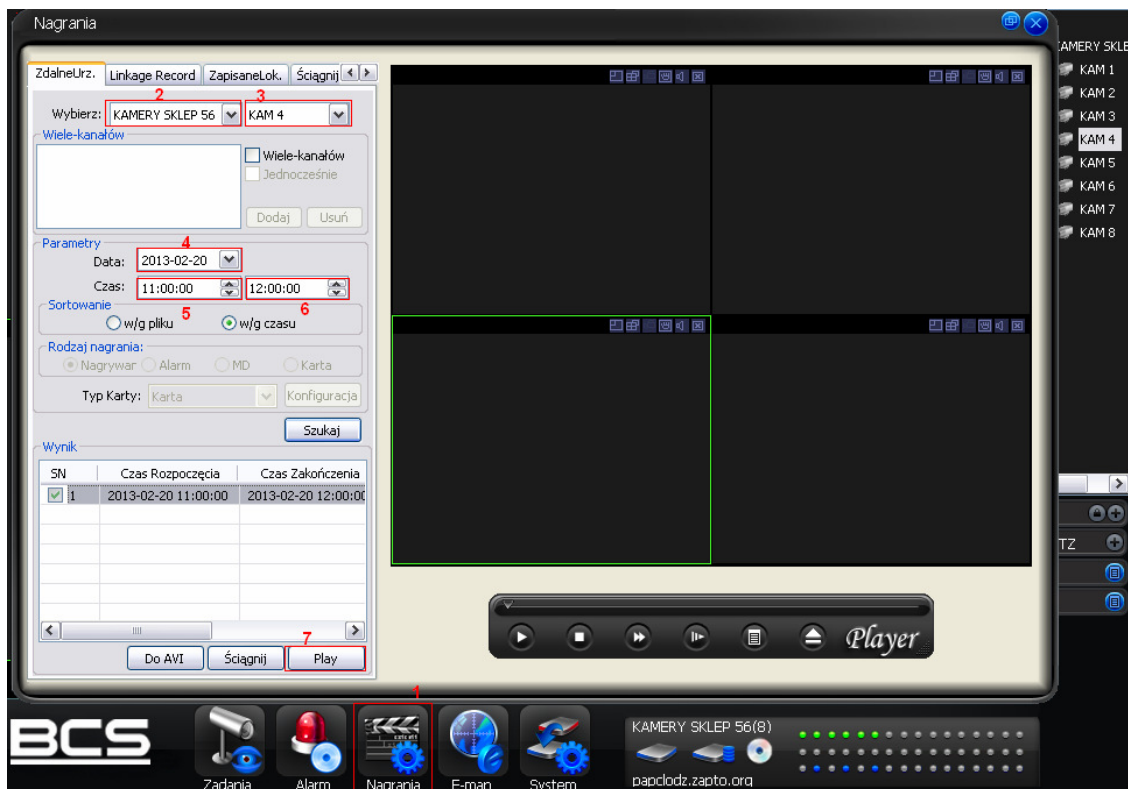 Nagrania
ZdalneUrz. Linkage Record ZapisaneLok. Ściągnij
2 3
Wybierz: KAMERY SKLEP 56 KAM 4
Wiele-kanałów
Wiele-kanałów
Jednocześnie
Dodaj Usuń
Parametry
4
Data: 2013-02-20
Czas: 11:00:00 12:00:00
Sortowanie
5 6
w/g pliku w/g czasu
Rodzaj nagrania:
Nagrywar Alarm MD Karta
Typ Karty: Karta Konfiguracja
Szukaj
Wynik
SN Czas Rozpoczęcia Czas Zakończenia
1 2013-02-20 11:00:00 2013-02-20 12:00:00
7
Do AVI Ściągnij Play
Player
KAMERY SKLE
KAM 1
KAM 2
KAM 3
KAM 4
KAM 5
KAM 6
KAM 7
KAM 8
TZ
1
BCS
Zadania Alarm Nagrania E-map System
KAMERY SKLEP 56(8)
papclodz.zapto.org